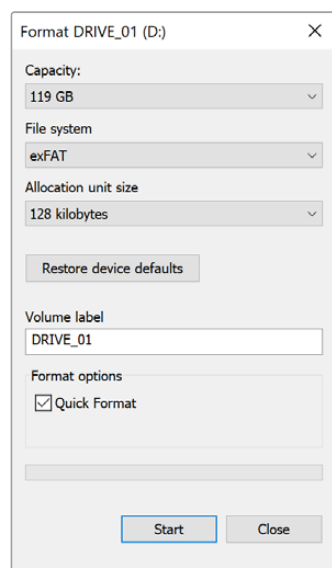 Format DRIVE_01 (D:)
Capacity:
119 GB
File system
exFAT
Allocation unit size
128 kilobytes
Restore device defaults
Volume label
DRIVE_01
Format options
Quick Format
Start Close